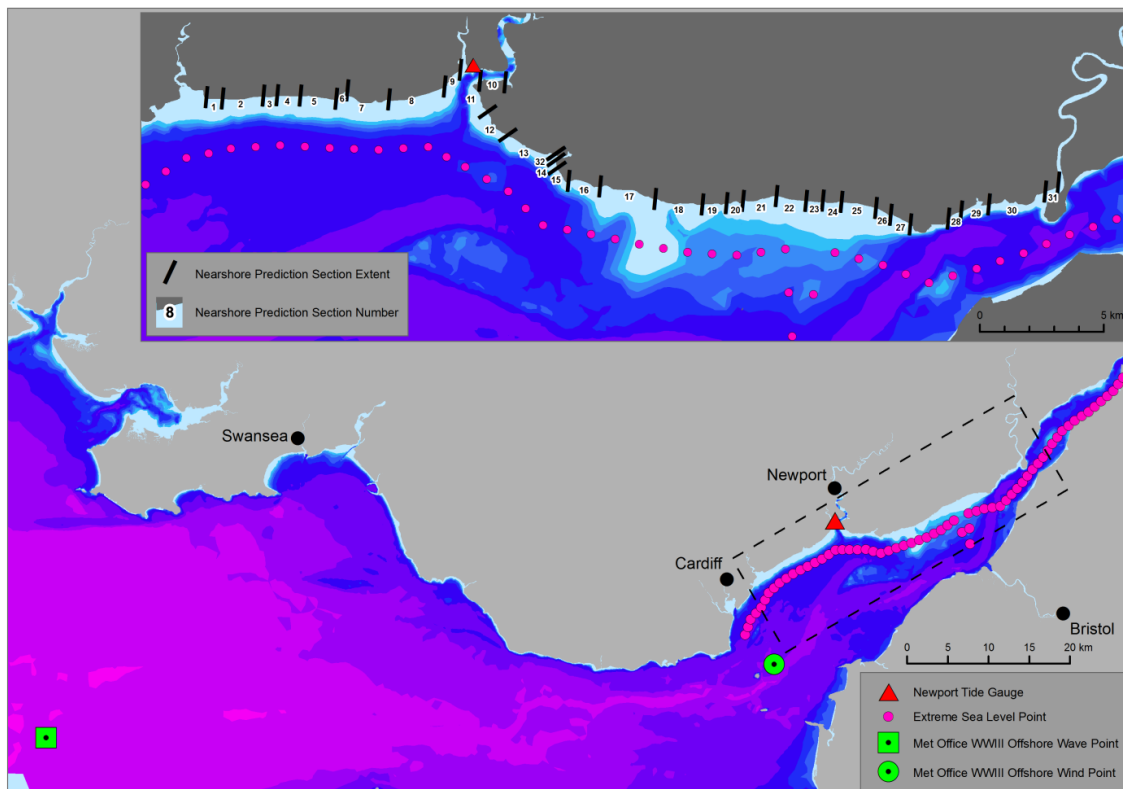 9
10
1
2
3
4
5
6
7
8
11
12
13
32
14
15
16
17
18
19
20
21
22
23
24
25
26
27
28
29
30
31
Nearshore Prediction Section Extent
8 Nearshore Prediction Section Number
0 5 km
Swansea
Newport
Cardiff
Bristol
0 10 20 km
Newport Tide Gauge
Extreme Sea Level Point
Met Office WWIII Offshore Wave Point
Met Office WWIII Offshore Wind Point